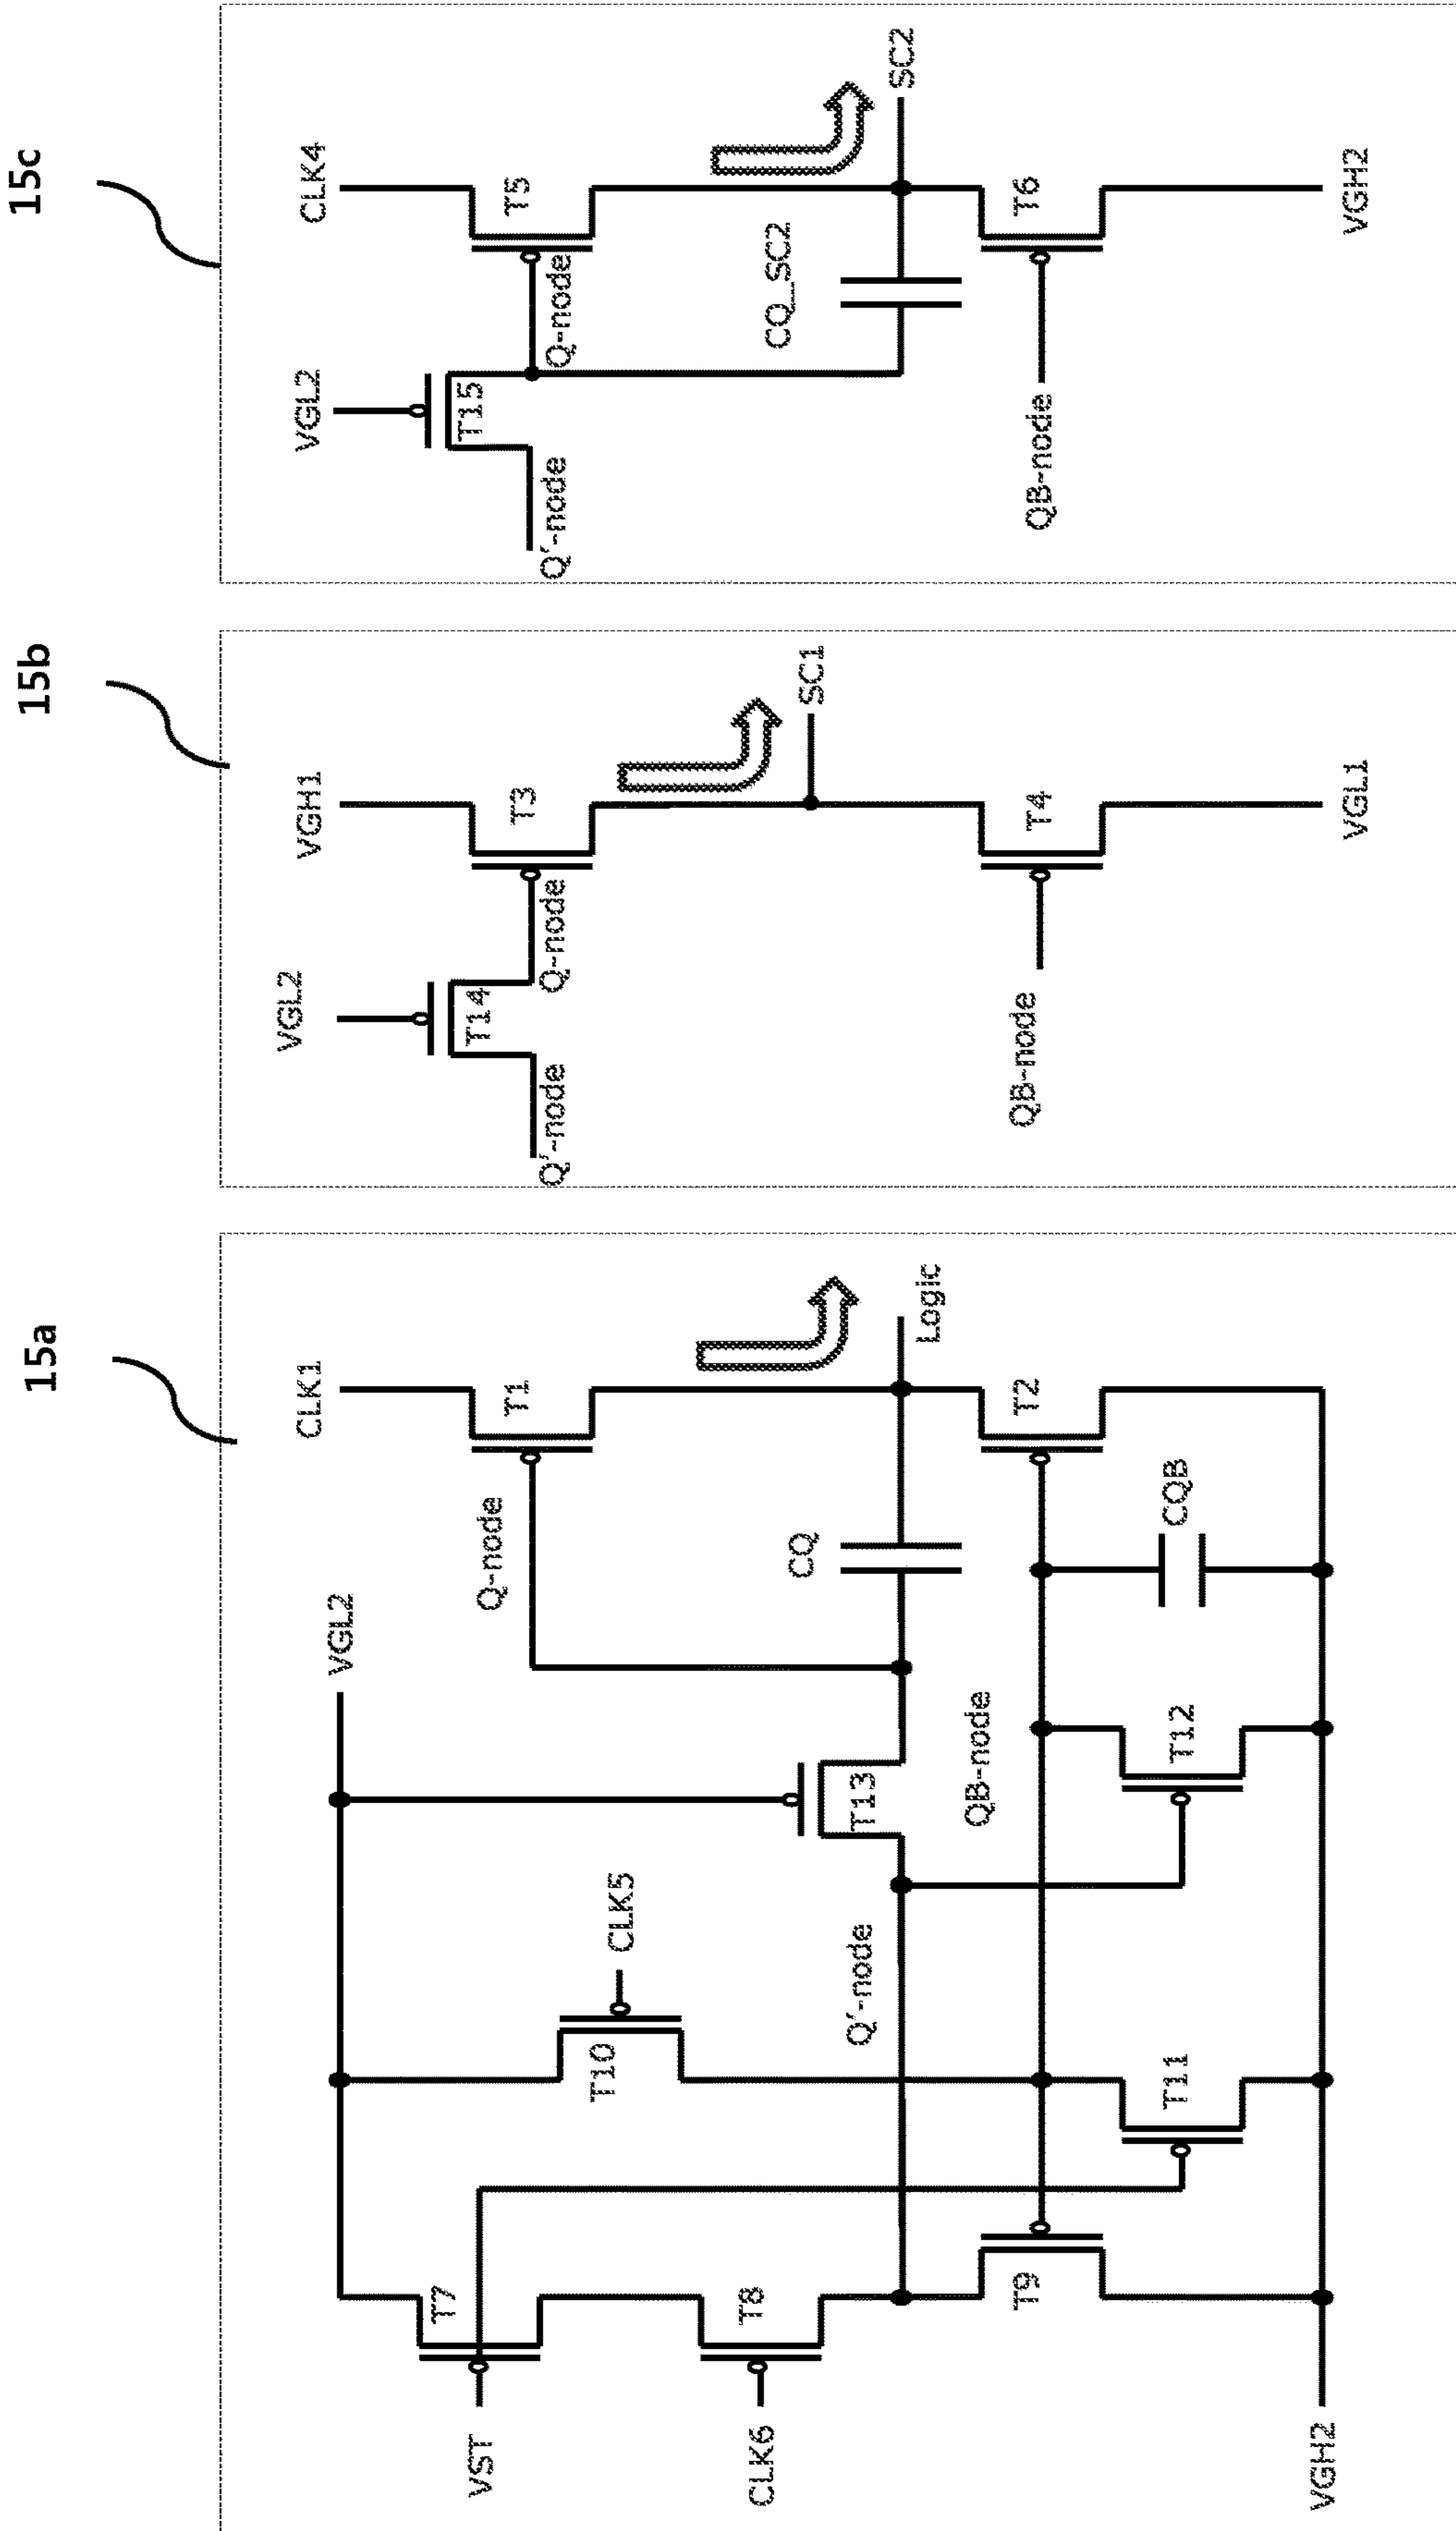 15a
VGL2
CLK1
VST
T7
T10
CLK5
Q-node
T1
CLK6
T8
Q'-node
T13
CQ
Logic
T9
QB-node
T2
T11
T12
CQB
VGH2
15b
VGL2
VGH1
T14
Q'-node
Q-node
T3
SC1
QB-node
T4
VGL1
15c
VGL2
CLK4
T15
Q'-node
Q-node
T5
CQ_SC2
SC2
QB-node
T6
VGH2